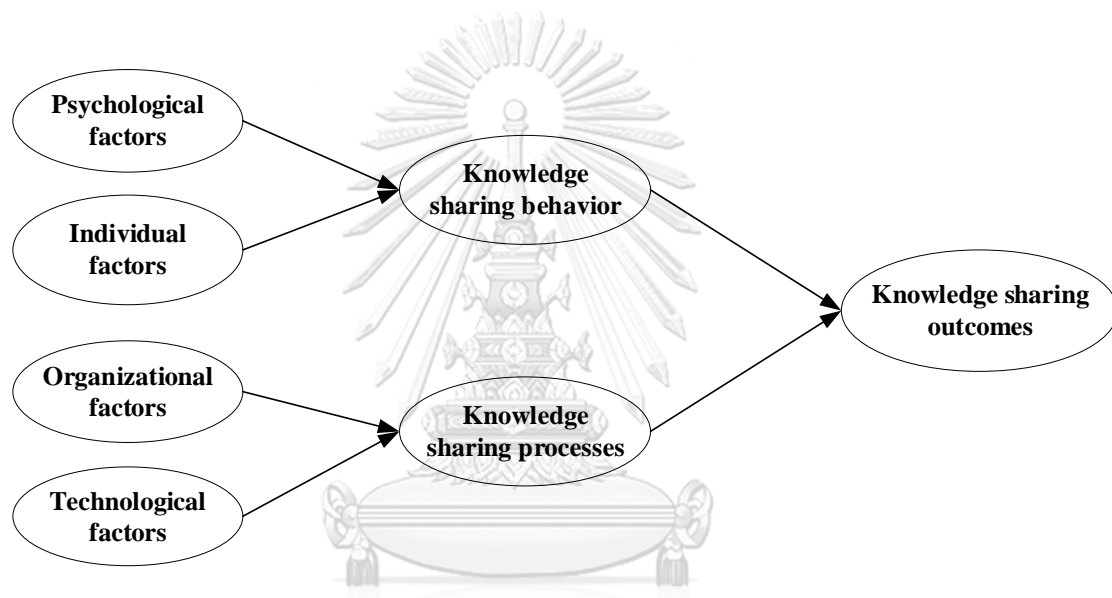 Psychological
factors
Individual
factors
Organizational
factors
Technological
factors
Knowledge
sharing behavior
Knowledge
sharing processes
Knowledge sharing
outcomes